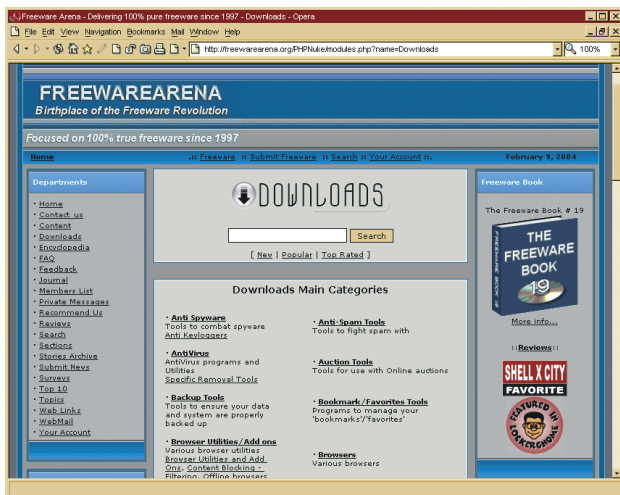 Freeware Arena - Delivering 100% pure freeware since 1997 - Downloads - Opera
File Edit View Navigation Bookmarks Mail Window Help
http://freewarearena.org/PHPNuke/modules.php?name=Downloads
100%
FREEWAREARENA
Birthplace of the Freeware Revolution
Focused on 100% true freeware since 1997
Home
.:: Freeware :: Submit Freeware :: Search :: Your Account ::.
February 9, 2004
Departments
· Home
· Contact us
· Content
· Downloads
· Encyclopedia
· FAQ
· Feedback
· Journal
· Members List
· Private Messages
· Recommend Us
· Reviews
· Search
· Sections
· Stories Archive
· Submit News
· Surveys
· Top 10
· Topics
· Web Links
· WebMail
· Your Account
DOWNLOADS
Search
[ New | Popular | Top Rated ]
Downloads Main Categories
· Anti Spyware
Tools to combat spyware
Anti Keyloggers
· AntiVirus
AntiVirus programs and
Utilities
Specific Removal Tools
· Backup Tools
Tools to ensure your data
and system are properly
backed up
· Browser Utilities/Add ons
Various browser utilities
Browser Utilities and Add
Ons, Content Blocking -
Filtering, Offline browsers
· Anti-Spam Tools
Tools to fight spam with
· Auction Tools
Tools for use with Online auctions
· Bookmark/Favorites Tools
Programs to manage your
'bookmarks'/'favorites'
· Browsers
Various browsers
Freeware Book
The Freeware Book # 19
FREEWARE BOOK
THE
FREEWARE
BOOK
19
More info...
::Reviews::
SHELL X CITY
FAVORITE
FEATURED IN
LOCKERGNOME